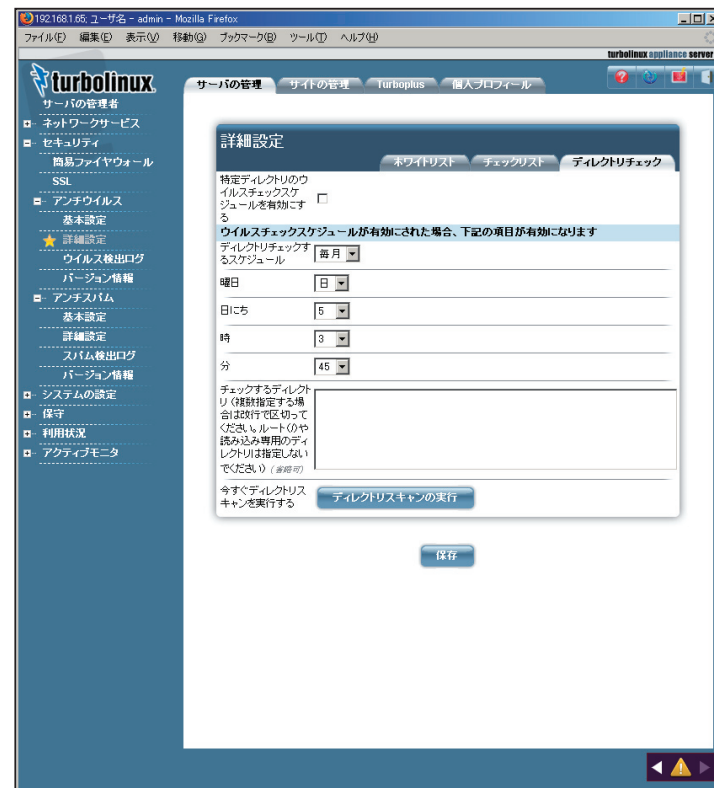 192.168.1.65; ユーザ名 - admin - Mozilla Firefox
ファイル(F) 編集(E) 表示(V) 移動(G) ブックマーク(B) ツール(T) ヘルプ(H)
turbolinux appliance server
turbolinux.
サーバの管理 サイトの管理 Turboplus 個人プロフィール
サーバの管理者
ネットワークサービス
セキュリティ
簡易ファイヤウォール
SSL
アンチウイルス
基本設定
詳細設定
ウイルス検出ログ
バージョン情報
アンチスパム
基本設定
詳細設定
スパム検出ログ
バージョン情報
システムの設定
保守
利用状況
アクティブモニタ
詳細設定
ホワイトリスト チェックリスト ディレクトリチェック
特定ディレクトリのウ
イルスチェックスケ
ジュールを有効にす
る
ウイルスチェックスケジュールが有効にされた場合、下記の項目が有効になります
ディレクトリチェックす
るスケジュール
毎月
曜日
日
日にち
5
時
3
分
45
チェックするディレクト
リ (複数指定する場
合は改行で区切って
ください。ルート(/)や
読み込み専用のディ
レクトリは指定しない
でください) (省略可)
今すぐディレクトリス
キャンを実行する
ディレクトリスキャンの実行
保存